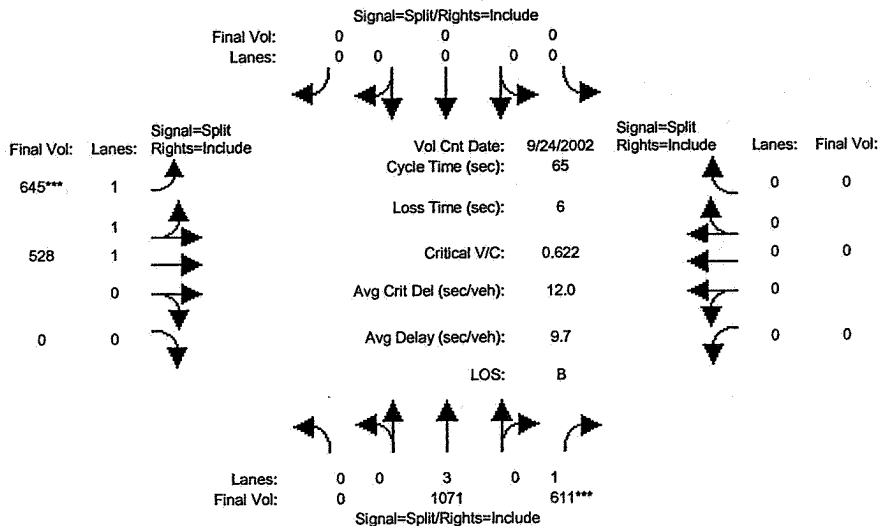 Signal=Split/Rights=Include
Final Vol: 0 0 0
Lanes: 0 0 0 0 0
Signal=Split
Rights=Include
Final Vol: Lanes:
645*** 1
1
528 1
0
0 0
Vol Cnt Date: 9/24/2002
Cycle Time (sec): 65
Loss Time (sec): 6
Critical V/C: 0.622
Avg Crit Del (sec/veh): 12.0
Avg Delay (sec/veh): 9.7
LOS: B
Signal=Split
Rights=Include
Lanes: Final Vol:
0 0
0
0 0
0
0 0
Lanes: 0 0 3 0 1
Final Vol: 0 1071 611***
Signal=Split/Rights=Include